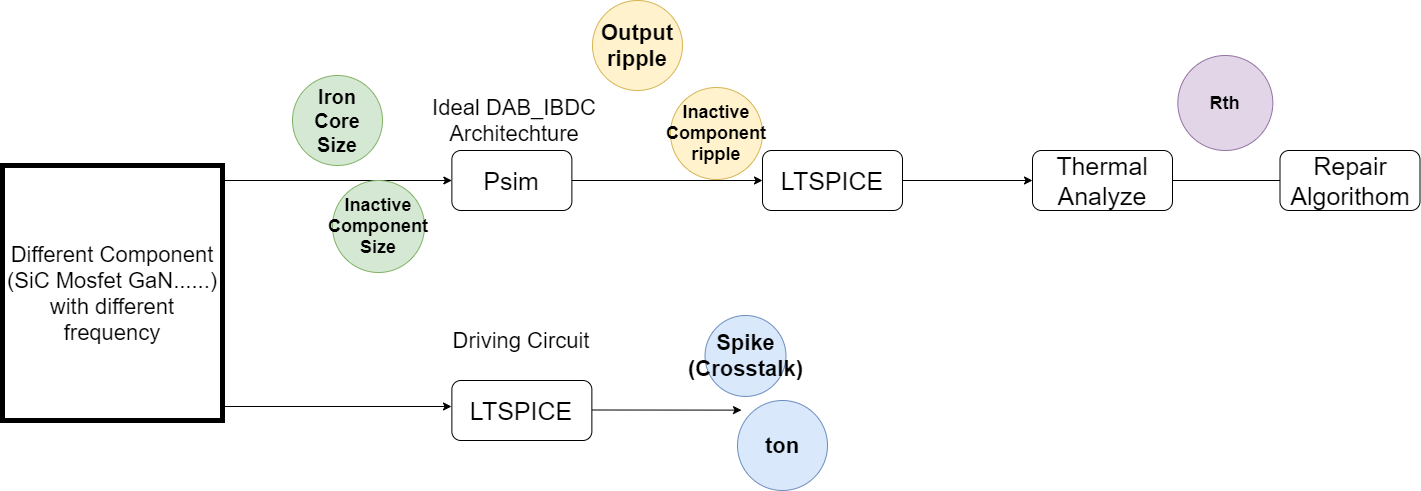 Output
ripple
Iron
Core
Size
Ideal DAB_IBDC
Architechture
Inactive
Component
ripple
Rth
Psim
LTSPICE
Thermal
Analyze
Repair
Algorithom
Inactive
Component
Size
Different Component
(SiC Mosfet GaN......)
with different
frequency
Driving Circuit
Spike
(Crosstalk)
LTSPICE
ton